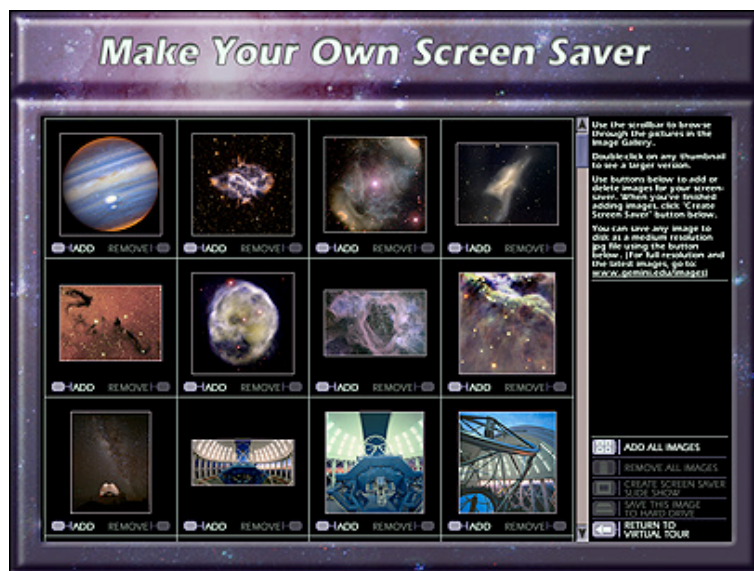 Make Your Own Screen Saver
Use the scrollbar to browse
through the pictures in the
Image Gallery.
Double-click on any thumbnail
to see a larger version.
Use buttons below to add or
delete images for your screen-
saver. When you've finished
adding images, click 'Create
Screen Saver' button below.
You can save any image to
disk as a medium resolution
jpg file using the button
below. (For full resolution and
the latest images, go to:
www.gemini.edu/images)
ADD REMOVE ADD REMOVE ADD REMOVE ADD REMOVE
ADD REMOVE ADD REMOVE ADD REMOVE ADD REMOVE
ADD REMOVE ADD REMOVE ADD REMOVE ADD REMOVE
ADD ALL IMAGES
REMOVE ALL IMAGES
CREATE SCREEN SAVER
SLIDE SHOW
SAVE THIS IMAGE
TO HARD DRIVE
RETURN TO
VIRTUAL TOUR